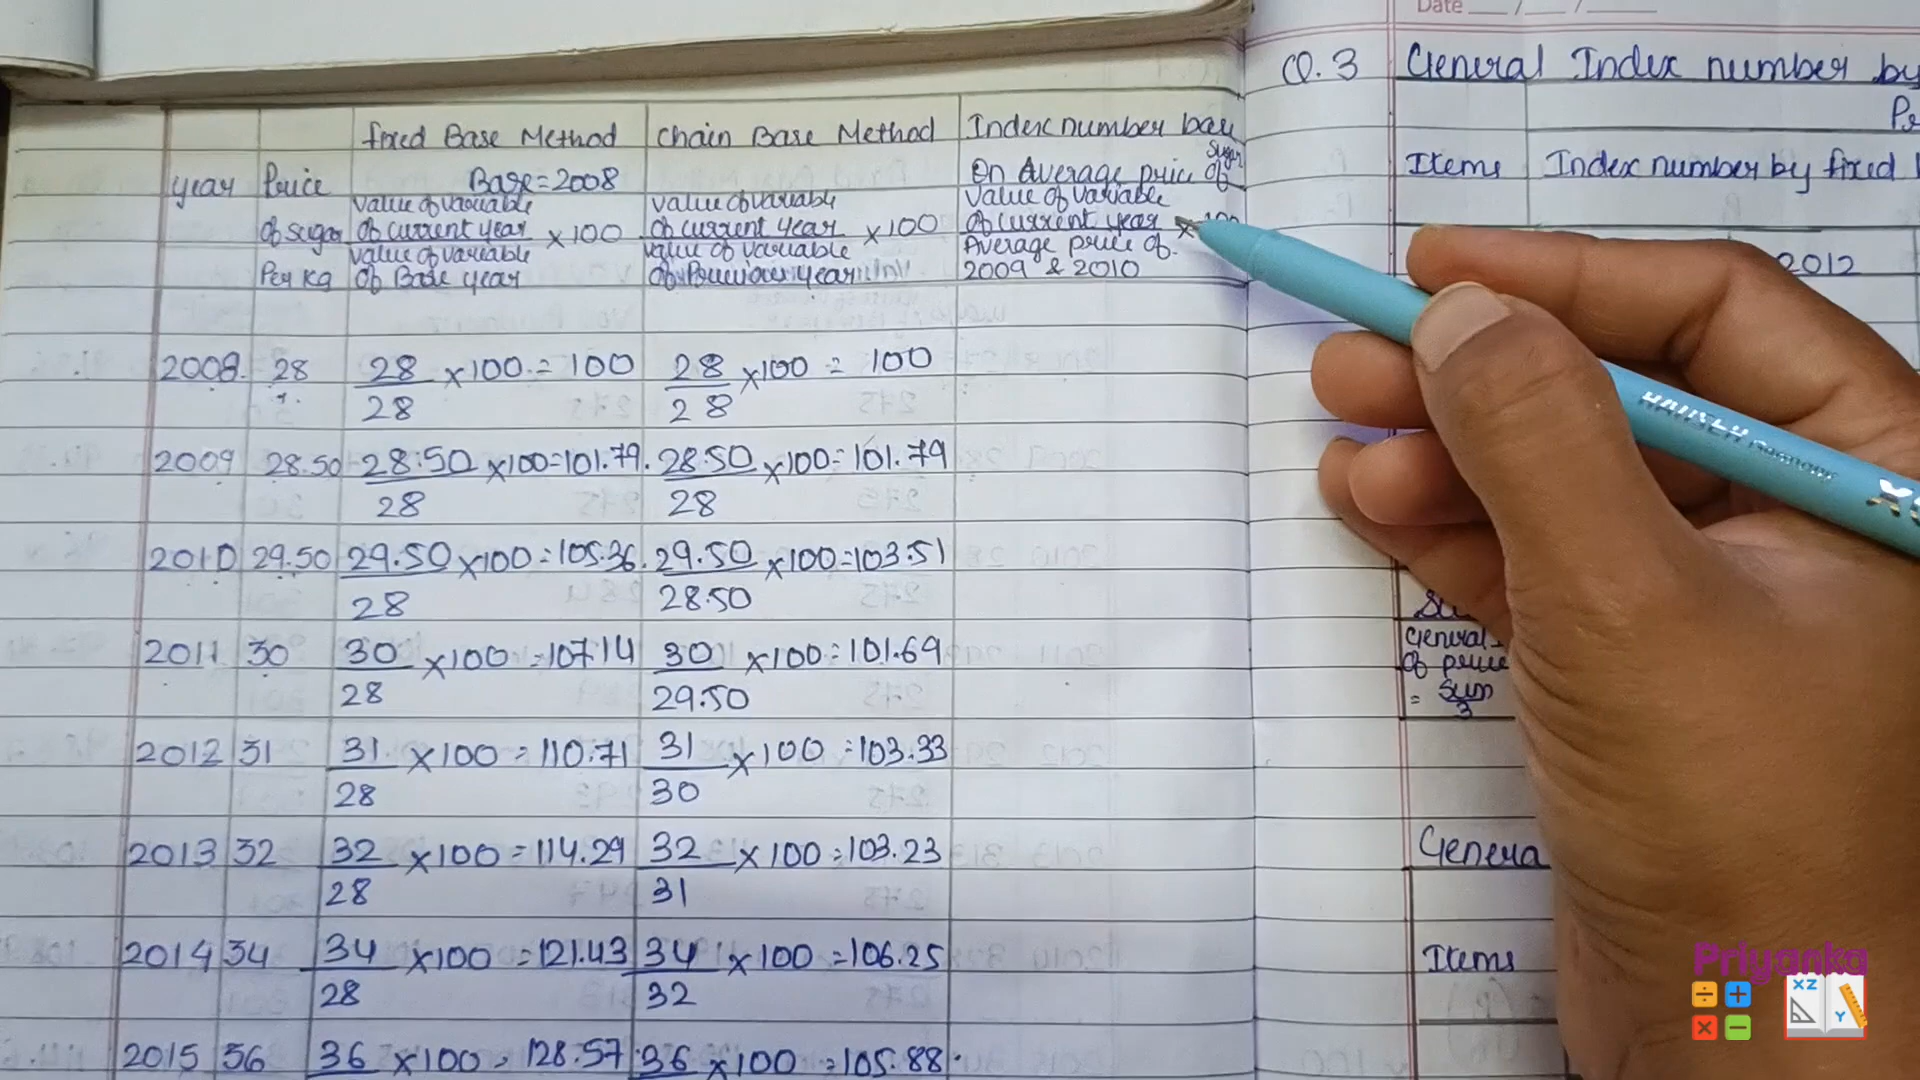 Date / /
Q.3 General Index number by
fixed Base Method chain Base Method Index number bas
year Price Base=2008 On Average price of sugar
of sugar value of variable of current year ×100 value of variable of current year ×100 value of variable of current year × 100
Per Kg value of variable of Base year value of variable of Previous year Average price of 2009 & 2010
2008 28 28/28 ×100 = 100 28/28 ×100 = 100
2009 28.50 28.50/28 ×100=101.79 28.50/28 ×100=101.79
2010 29.50 29.50/28 ×100=105.36 29.50/28.50 ×100=103.51
2011 30 30/28 ×100=107.14 30/29.50 ×100=101.69
2012 31 31/28 ×100=110.71 31/30 ×100=103.33
2013 32 32/28 ×100=114.29 32/31 ×100=103.23
2014 34 34/28 ×100=121.43 34/32 ×100=106.25
2015 36 36 ×100=128.57 36 ×100=105.88
Items Index number by fixed
2012
General
of price
= Sum/3
Genera
Items
Priyanka
XZ
Y